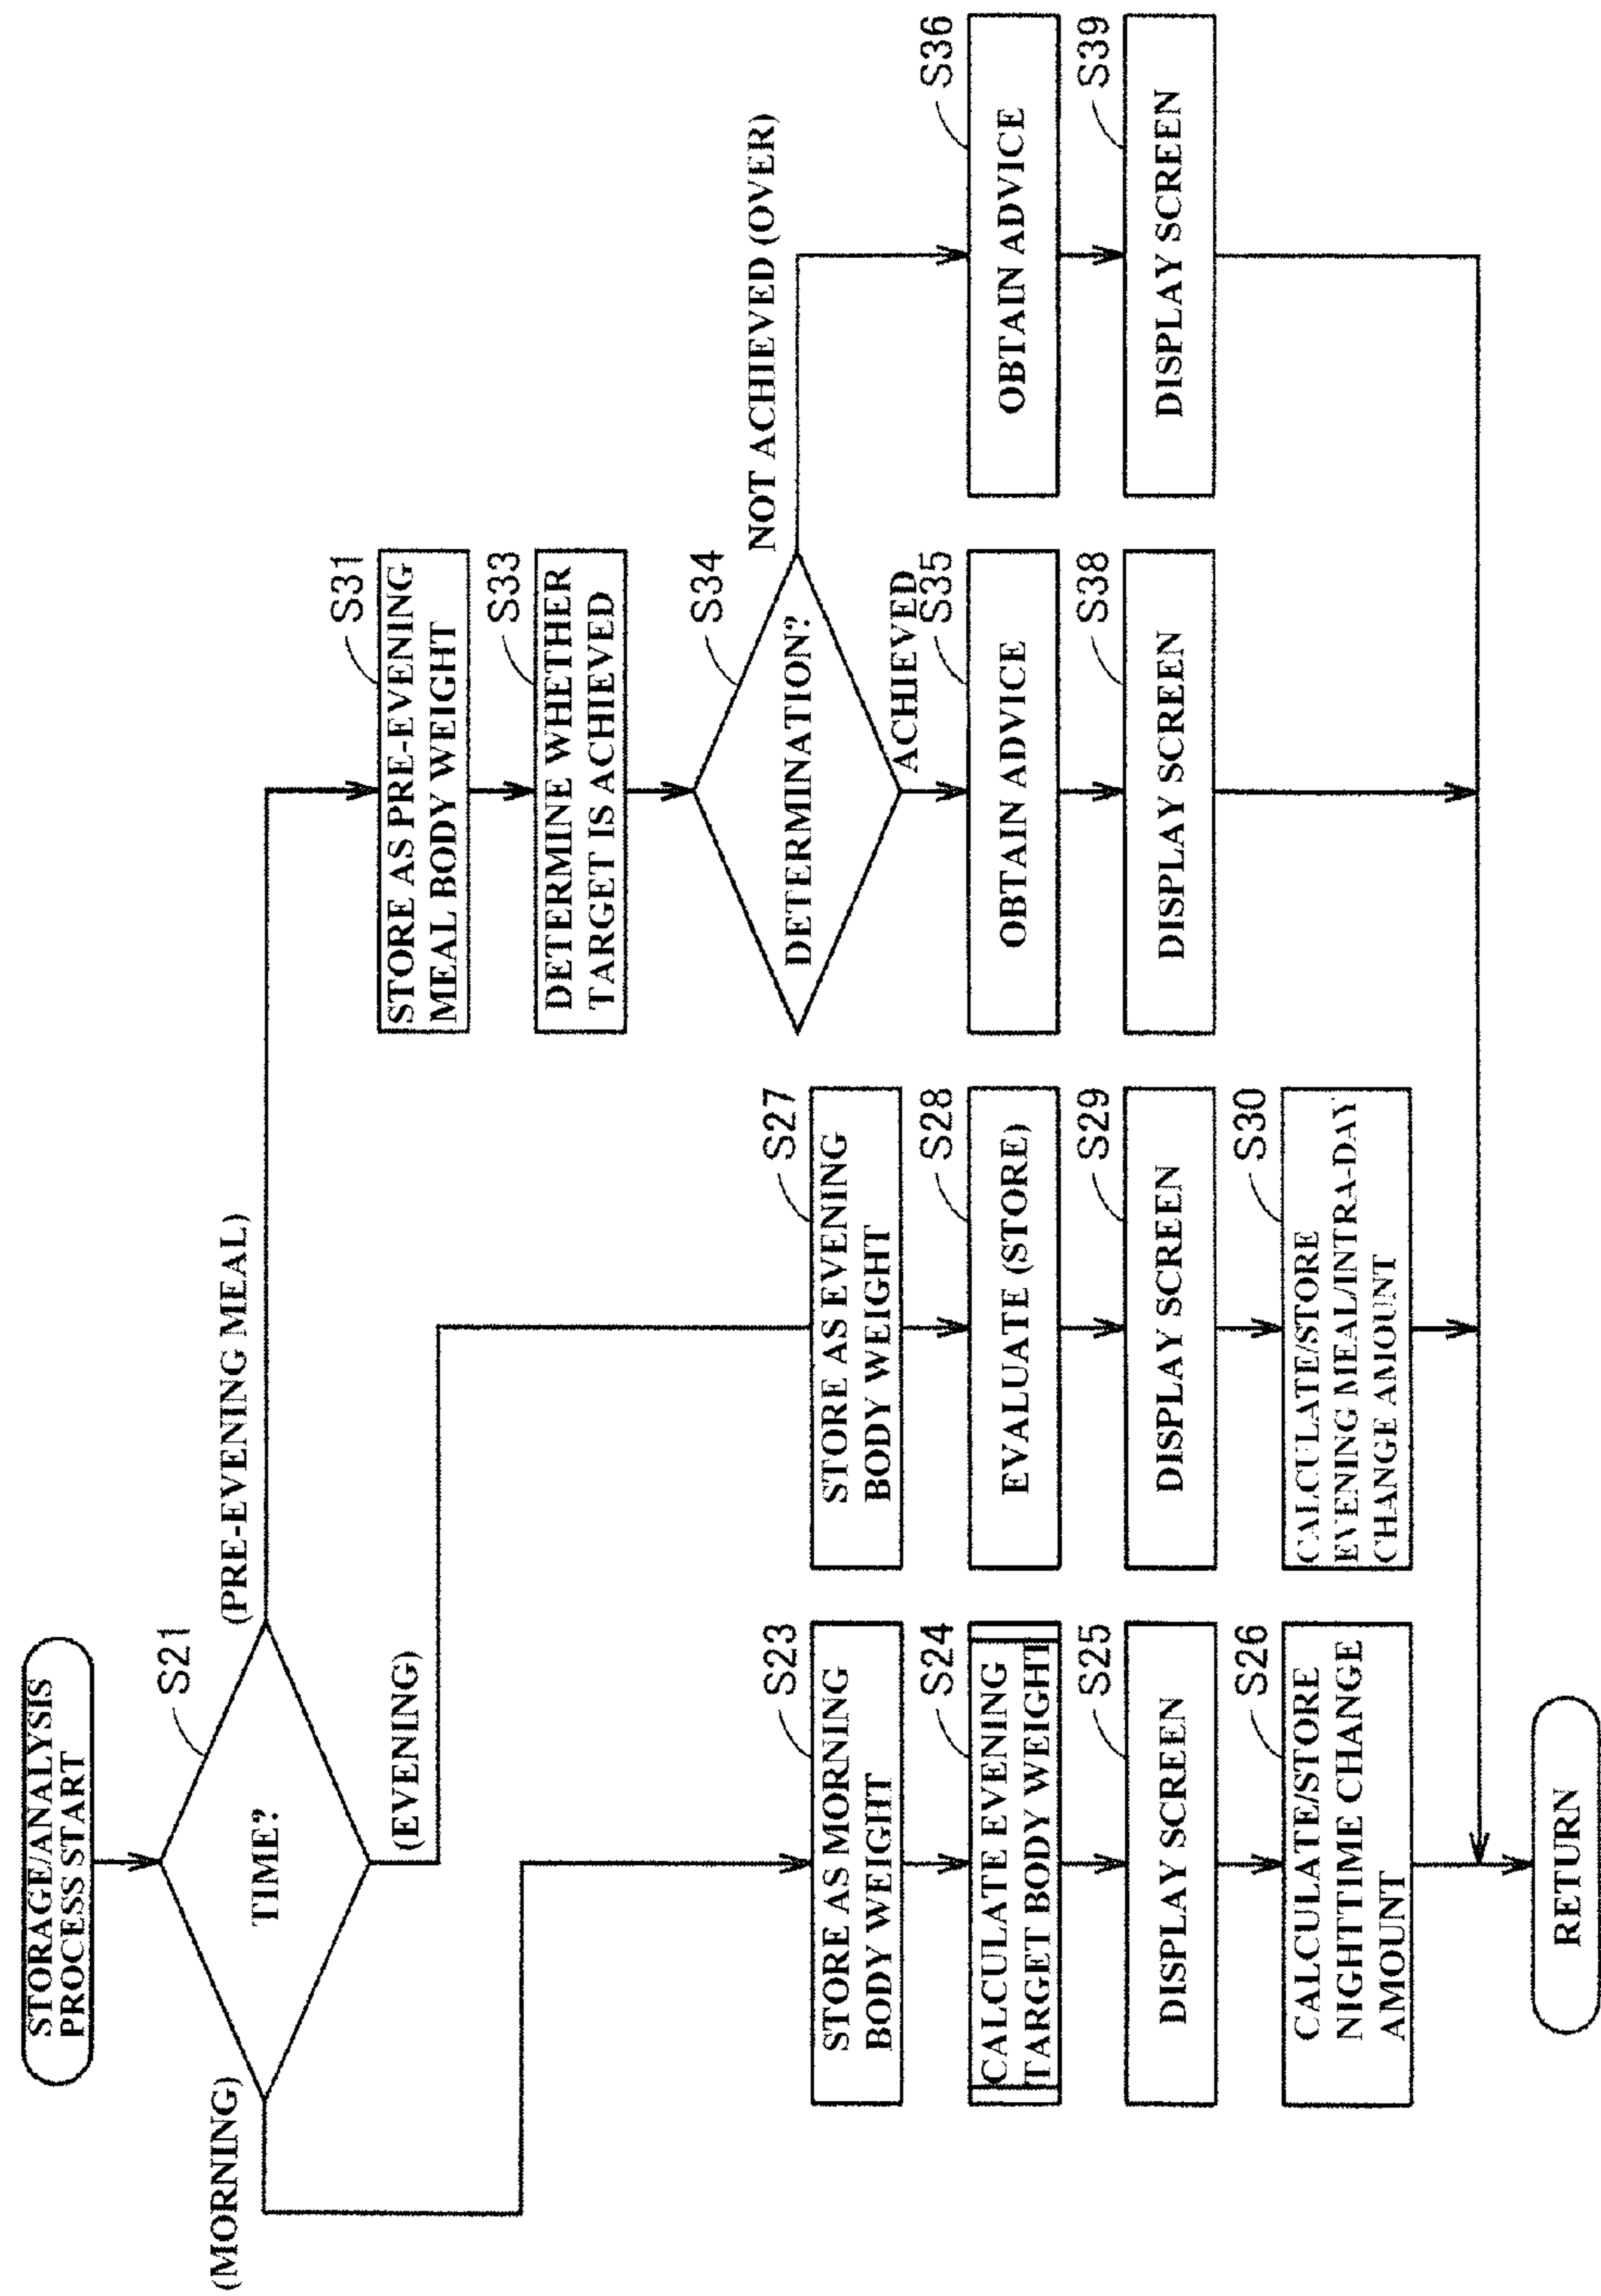 STORAGE/ANALYSIS
PROCESS START
S21
TIME?
(MORNING)
(EVENING)
(PRE-EVENING MEAL)
S23
STORE AS MORNING
BODY WEIGHT
S24
CALCULATE EVENING
TARGET BODY WEIGHT
S25
DISPLAY SCREEN
S26
CALCULATE/STORE
NIGHTTIME CHANGE
AMOUNT
S27
STORE AS EVENING
BODY WEIGHT
S28
EVALUATE (STORE)
S29
DISPLAY SCREEN
S30
CALCULATE/STORE
EVENING MEAL/INTRA-DAY
CHANGE AMOUNT
S31
STORE AS PRE-EVENING
MEAL BODY WEIGHT
S33
DETERMINE WHETHER
TARGET IS ACHIEVED
S34
DETERMINATION?
NOT ACHIEVED (OVER)
ACHIEVED
S35
OBTAIN ADVICE
S38
DISPLAY SCREEN
S36
OBTAIN ADVICE
S39
DISPLAY SCREEN
RETURN